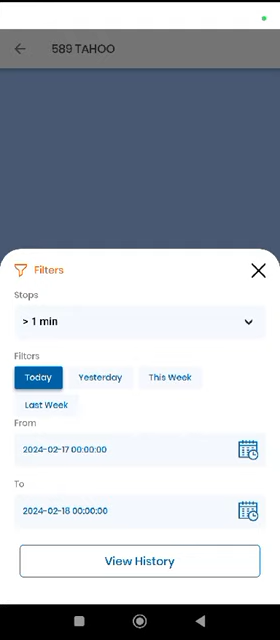 589 TAHOO
Filters
Stops
> 1 min
Filters
Today
Yesterday
This Week
Last Week
From
2024-02-17 00:00:00
To
2024-02-18 00:00:00
View History